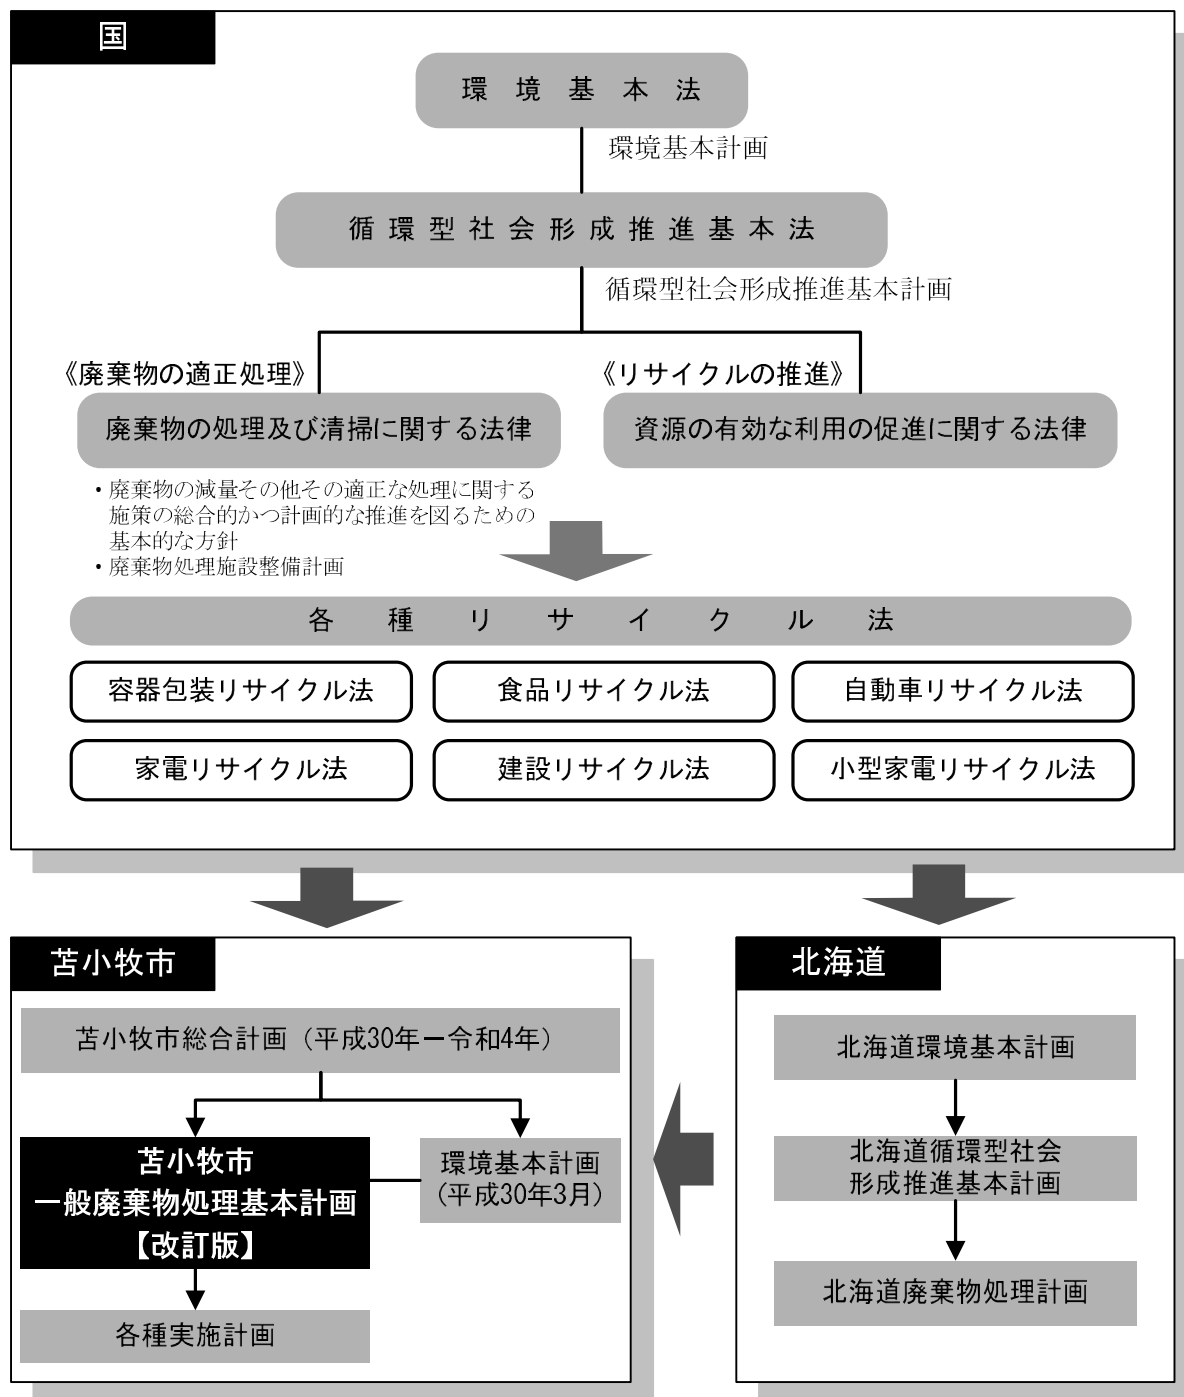 国
環境基本法
環境基本計画
循環型社会形成推進基本法
循環型社会形成推進基本計画
《廃棄物の適正処理》
《リサイクルの推進》
廃棄物の処理及び清掃に関する法律
資源の有効な利用の促進に関する法律
・廃棄物の減量その他その適正な処理に関する
施策の総合的かつ計画的な推進を図るための
基本的な方針
・廃棄物処理施設整備計画
各種リサイクル法
容器包装リサイクル法
食品リサイクル法
自動車リサイクル法
家電リサイクル法
建設リサイクル法
小型家電リサイクル法
苫小牧市
苫小牧市総合計画（平成30年－令和4年）
苫小牧市
一般廃棄物処理基本計画
【改訂版】
環境基本計画
(平成30年3月)
各種実施計画
北海道
北海道環境基本計画
北海道循環型社会
形成推進基本計画
北海道廃棄物処理計画